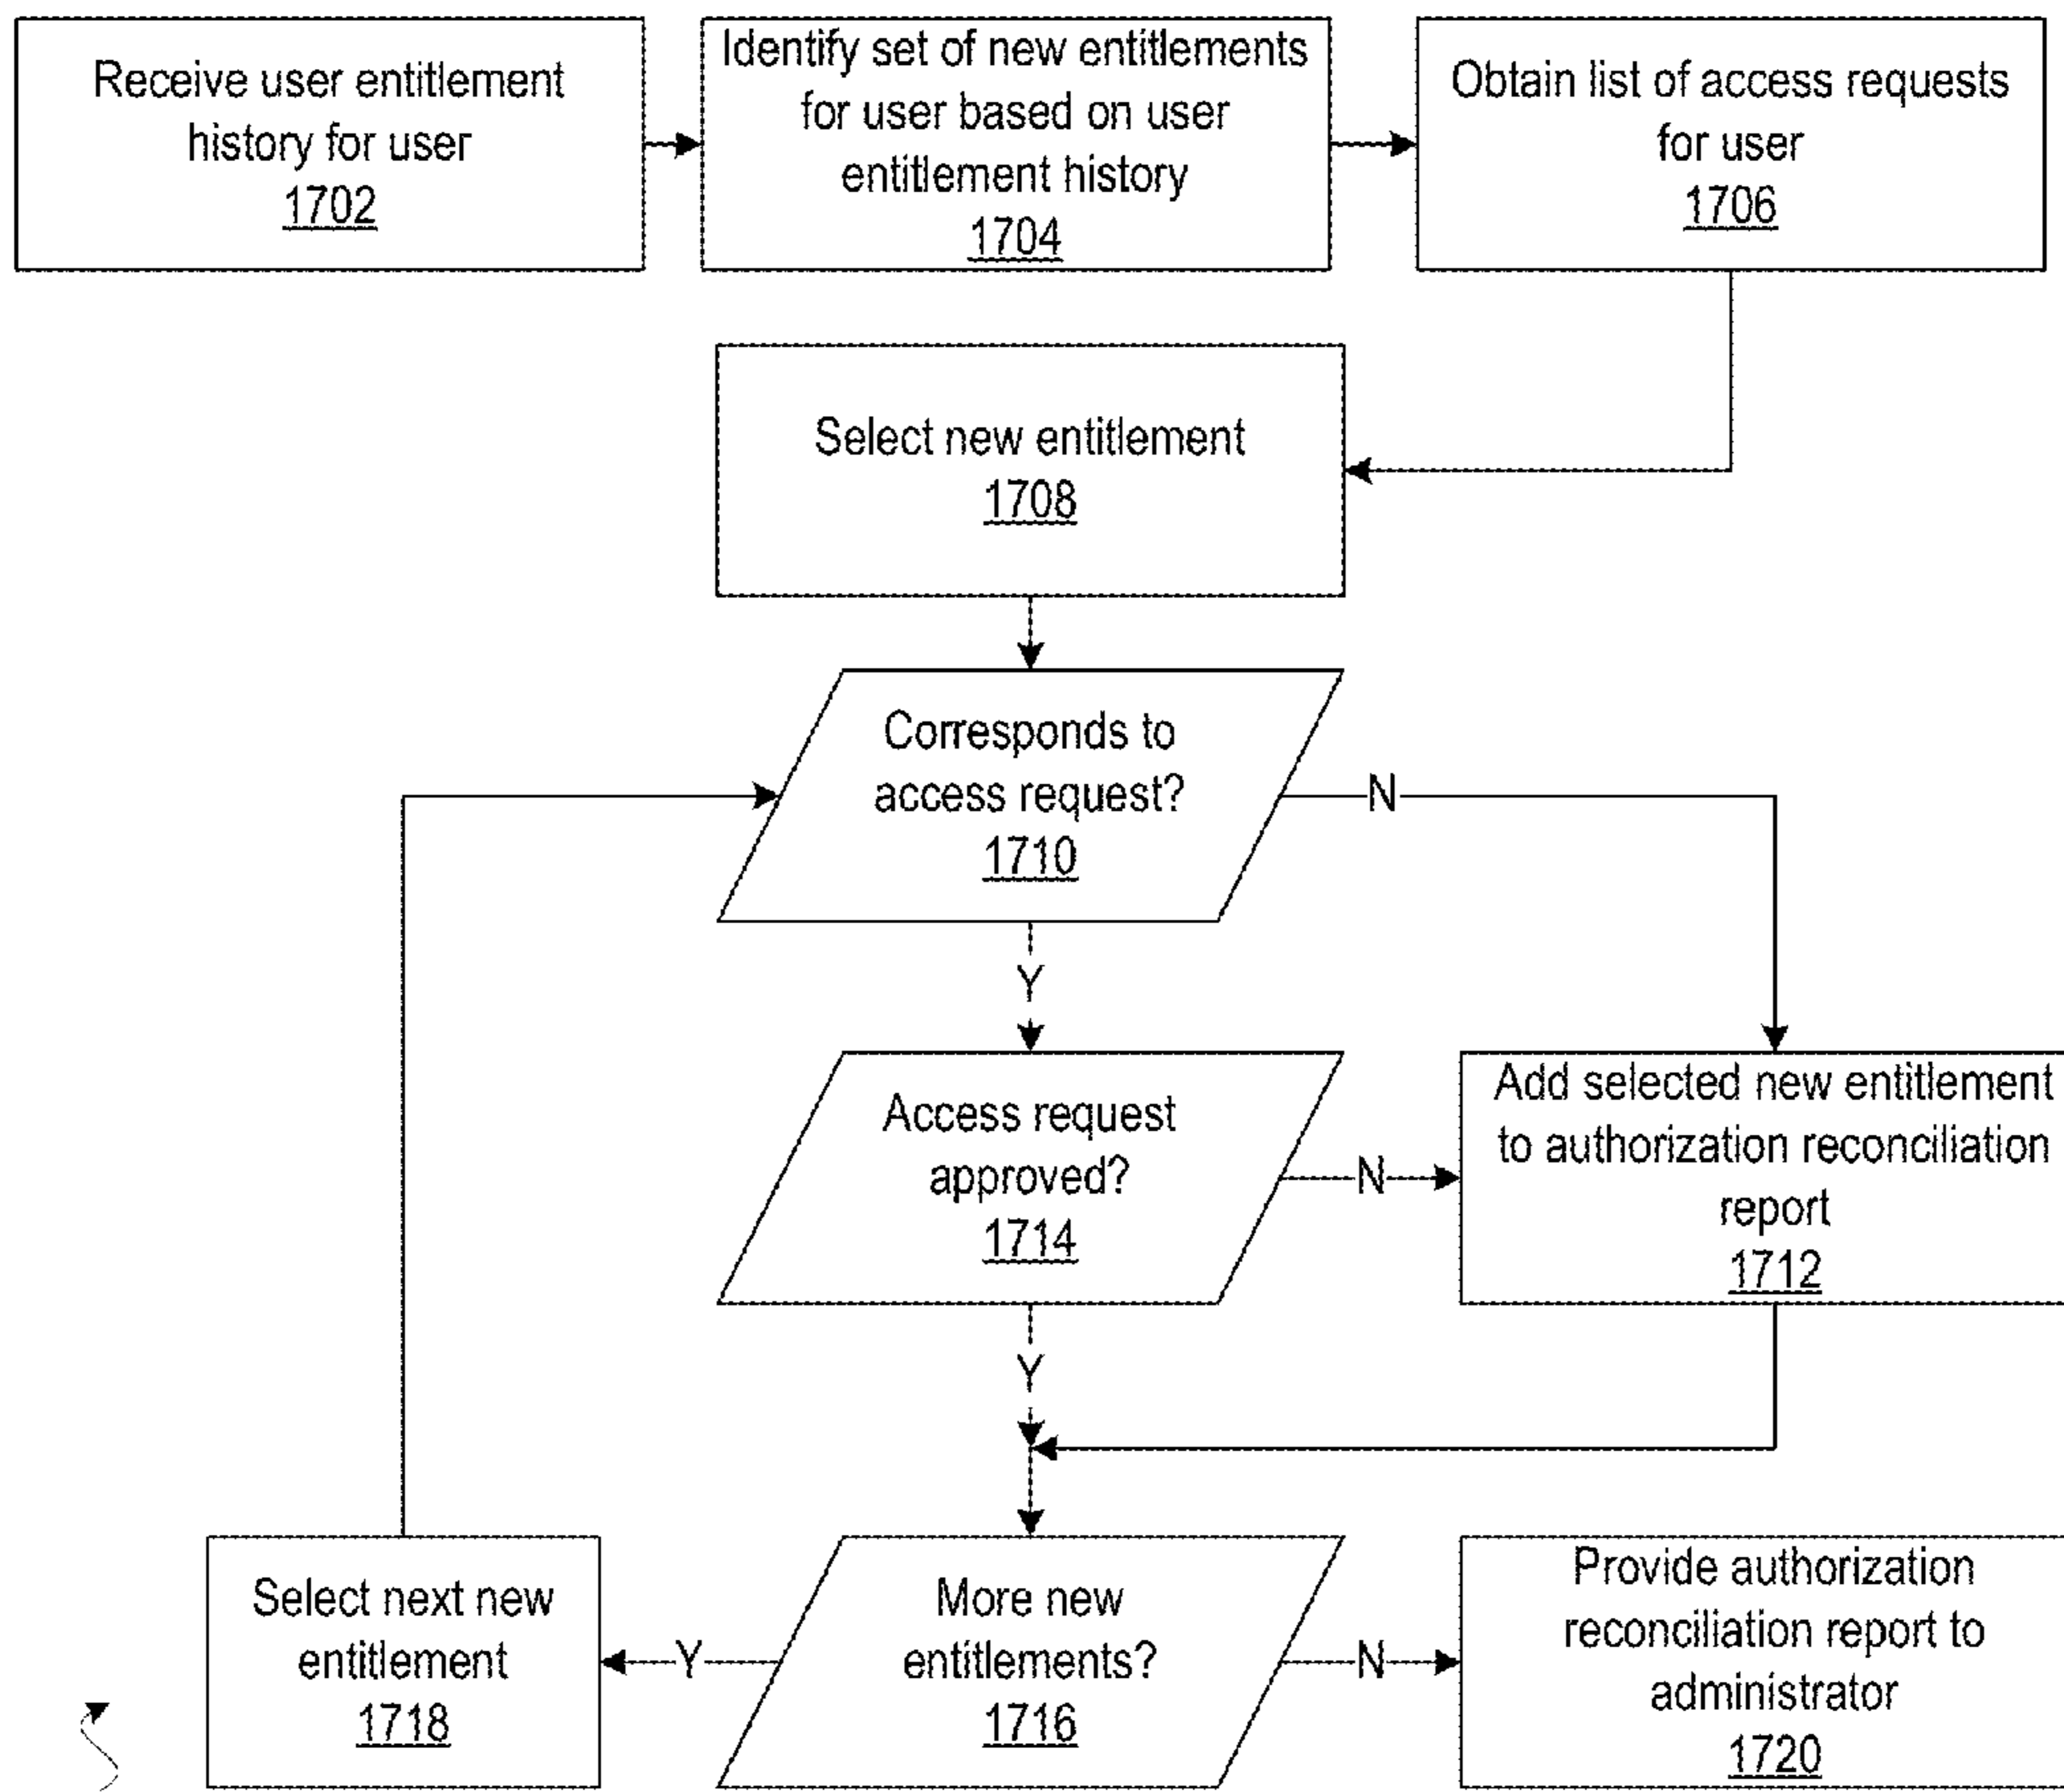 Receive user entitlement
history for user
1702
Identify set of new entitlements
for user based on user
entitlement history
1704
Obtain list of access requests
for user
1706
Select new entitlement
1708
Corresponds to
access request?
1710
N
Y
Access request
approved?
1714
N
Add selected new entitlement
to authorization reconciliation
report
1712
Y
Select next new
entitlement
1718
Y
More new
entitlements?
1716
N
Provide authorization
reconciliation report to
administrator
1720